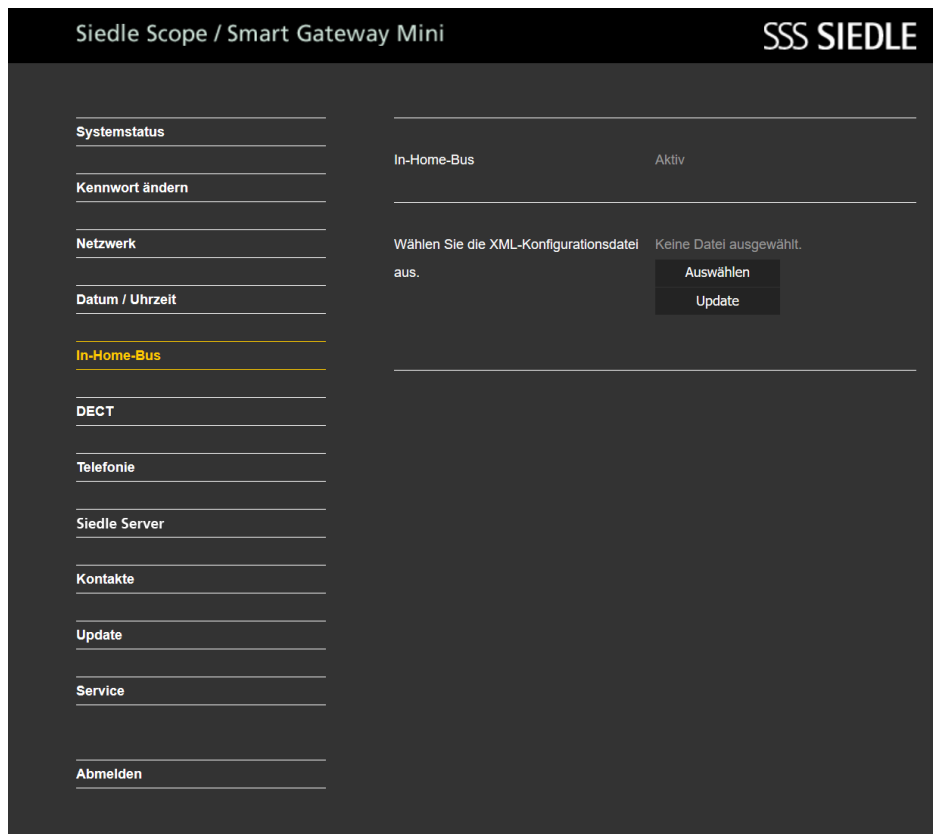 Siedle Scope / Smart Gateway Mini
SSS SIEDLE
Systemstatus
Kennwort ändern
Netzwerk
Datum / Uhrzeit
In-Home-Bus
DECT
Telefonie
Siedle Server
Kontakte
Update
Service
Abmelden
In-Home-Bus Aktiv
Wählen Sie die XML-Konfigurationsdatei
aus.
Keine Datei ausgewählt.
Auswählen
Update